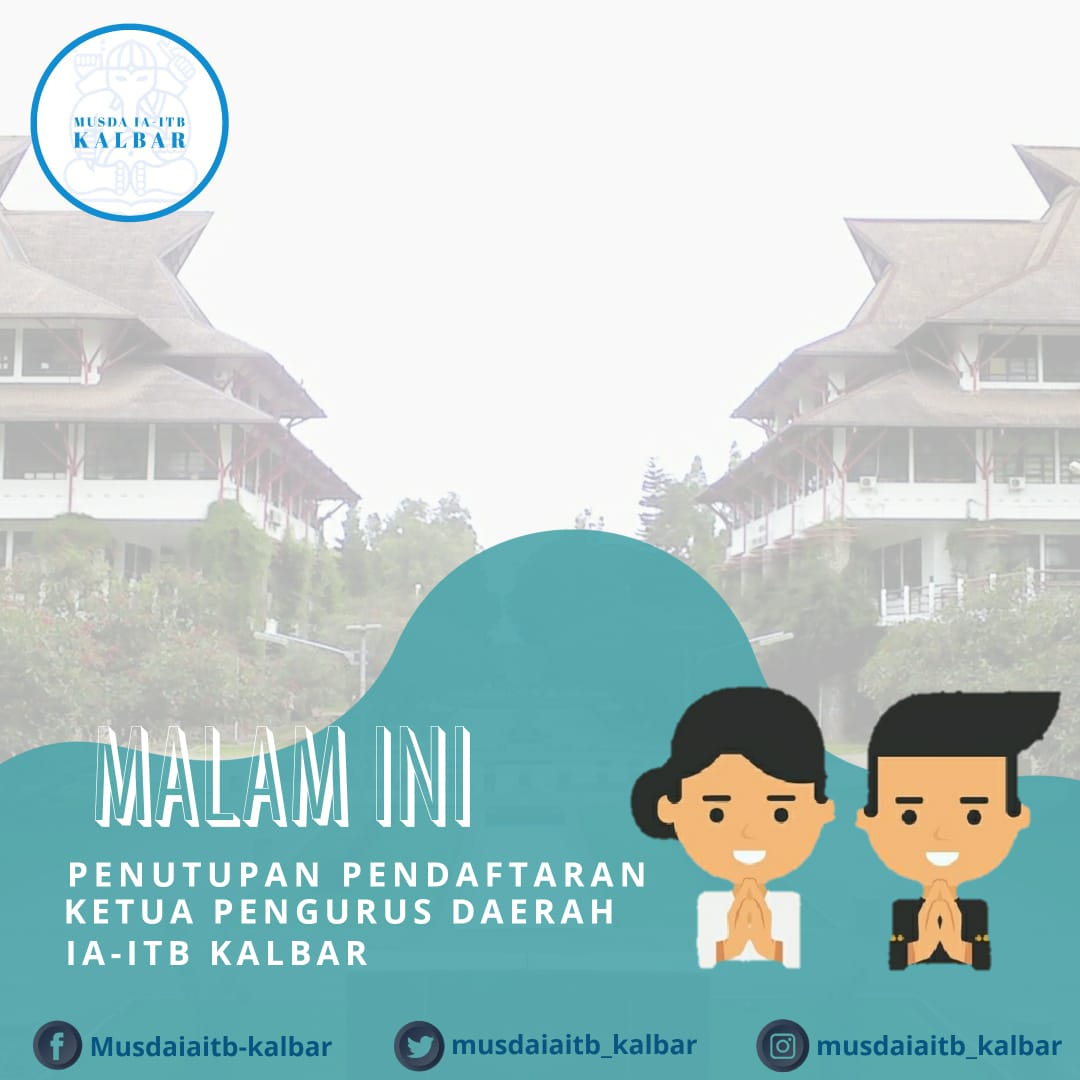 MUSDA IA-ITB
KALBAR
MALAM INI
PENUTUPAN PENDAFTARAN
KETUA PENGURUS DAERAH
IA-ITB KALBAR
Musdaiaitb-kalbar
musdaiaitb_kalbar
musdaiaitb_kalbar